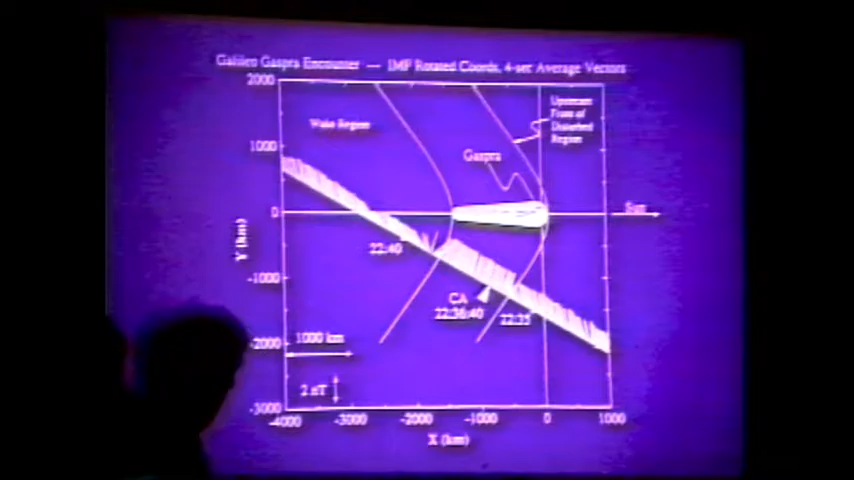 Galileo Gaspra Encounter — IMF Rotated Coords, 4-sec Average Vectors
2000
1000
0
-1000
-2000
-3000
Y (km)
Wake Region
Gaspra
Upstream
Front of
Disturbed
Region
Sun
22:40
CA
22:36:40
22:35
1000 km
2 nT
-4000 -3000 -2000 -1000 0 1000
X (km)